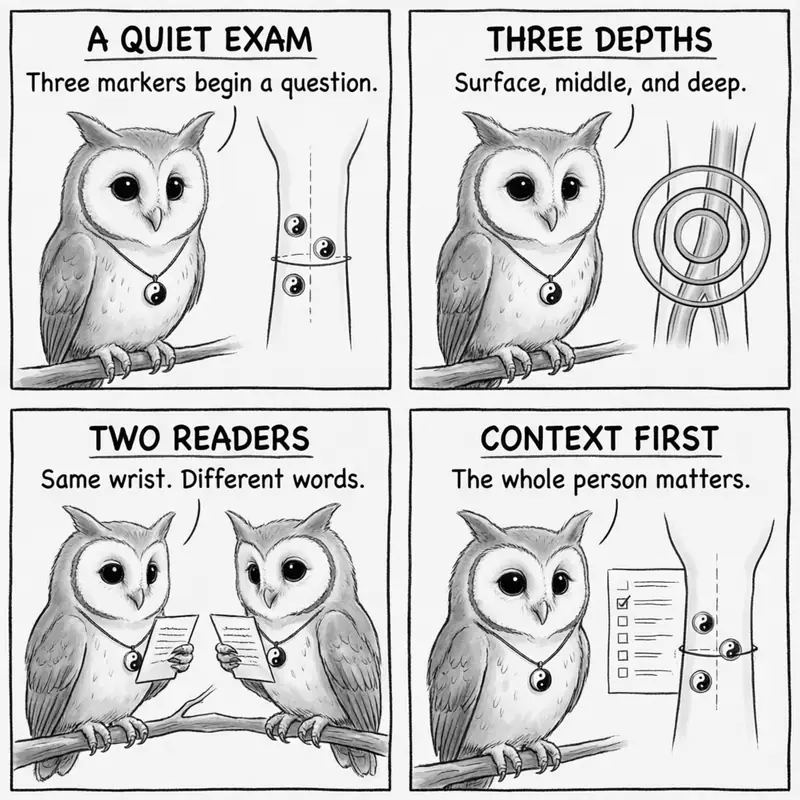 A QUIET EXAM
Three markers begin a question.
THREE DEPTHS
Surface, middle, and deep.
TWO READERS
Same wrist. Different words.
CONTEXT FIRST
The whole person matters.